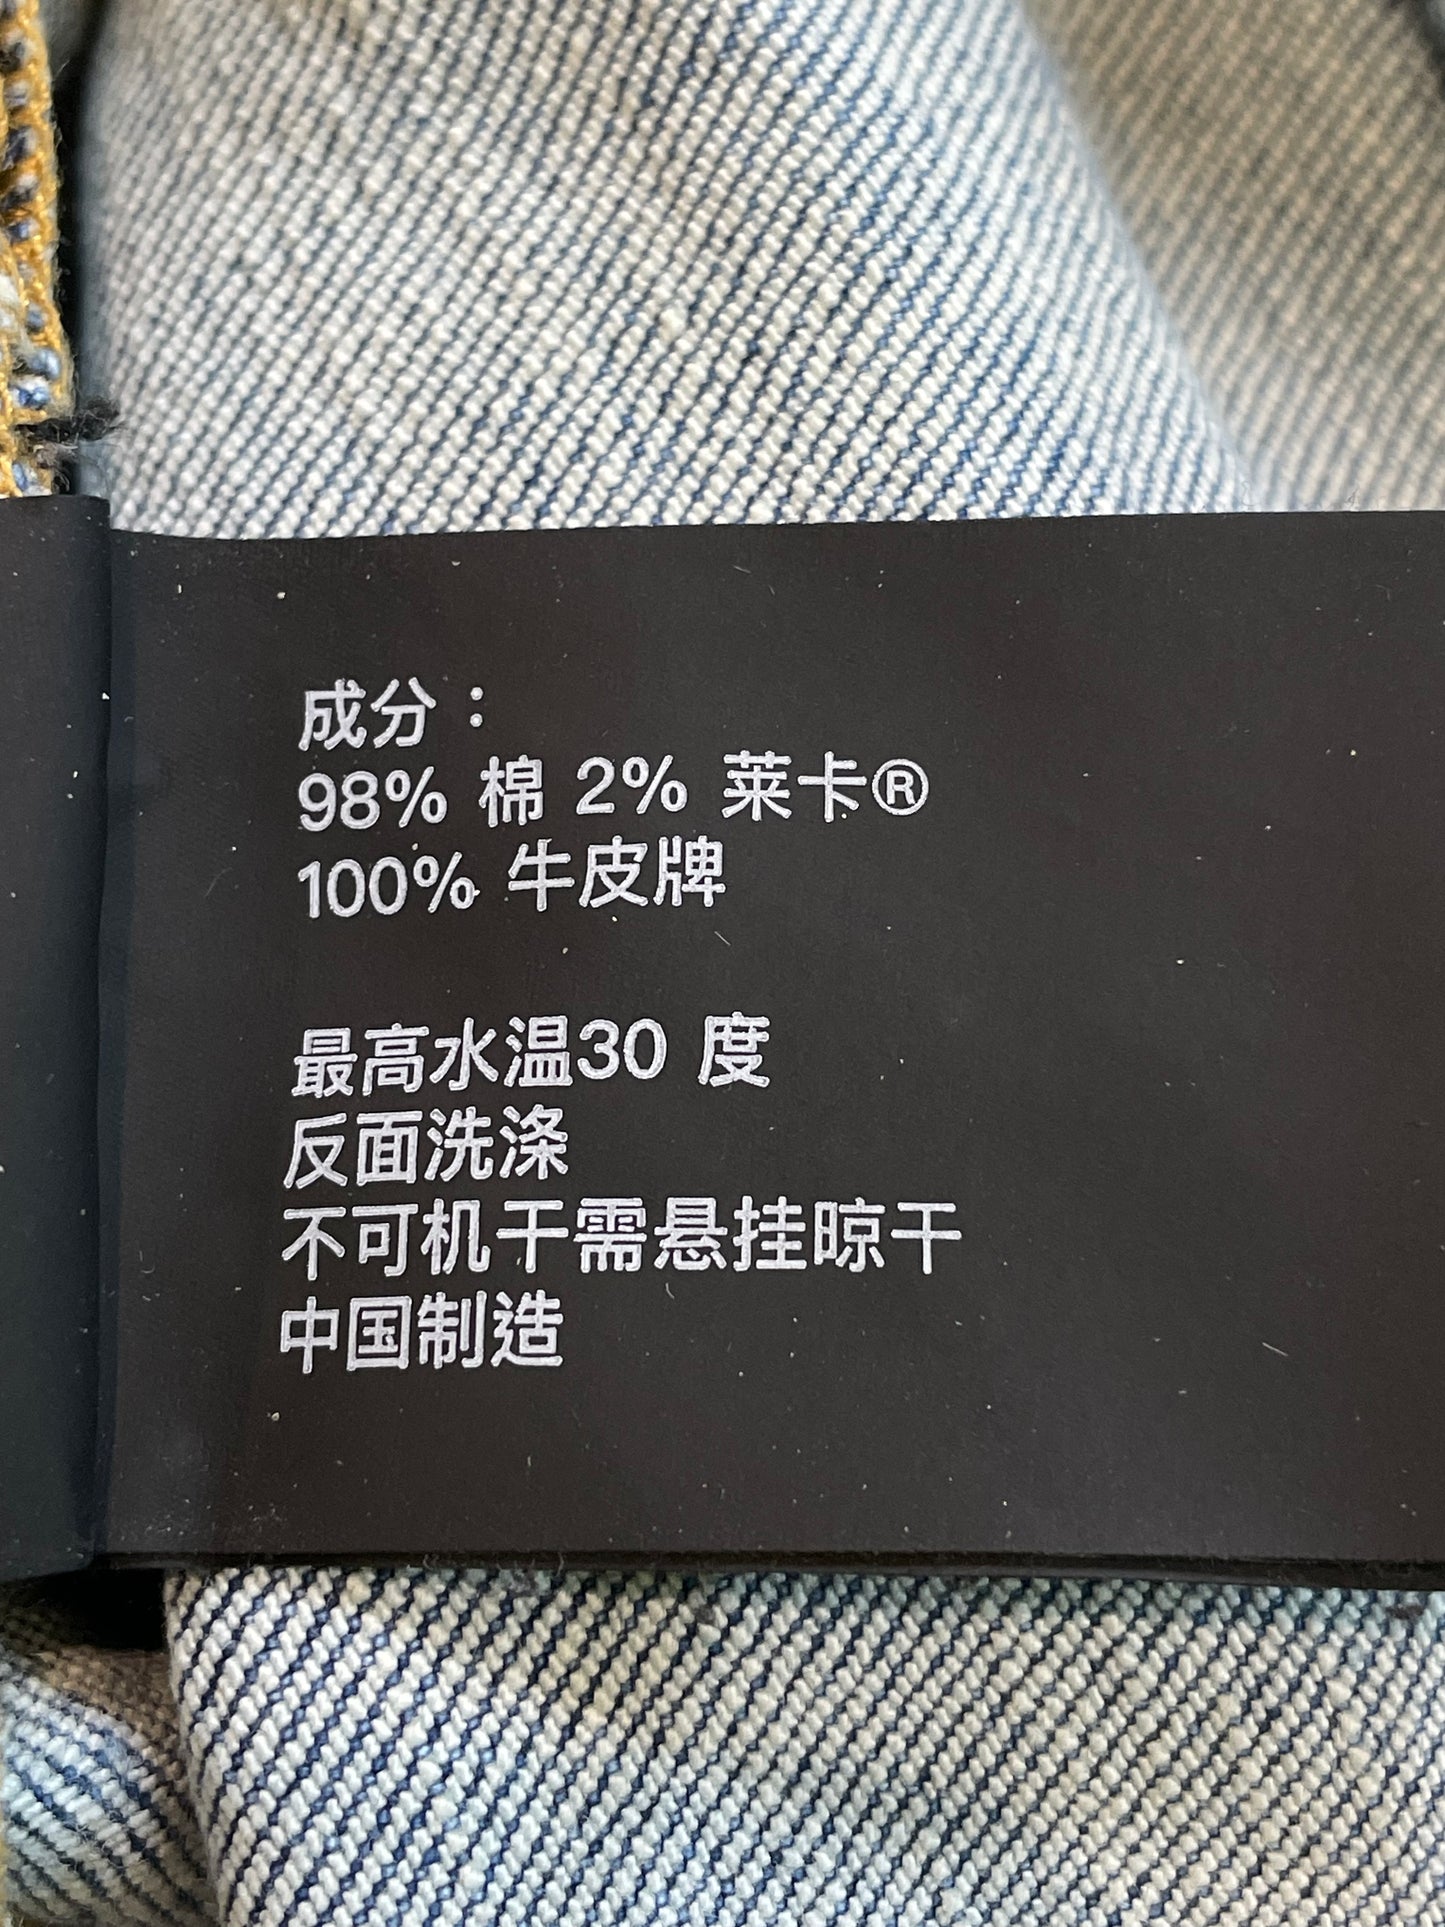 成分：
98% 棉 2% 莱卡®
100% 牛皮牌
最高水温30 度
反面洗涤
不可机干需悬挂晾干
中国制造